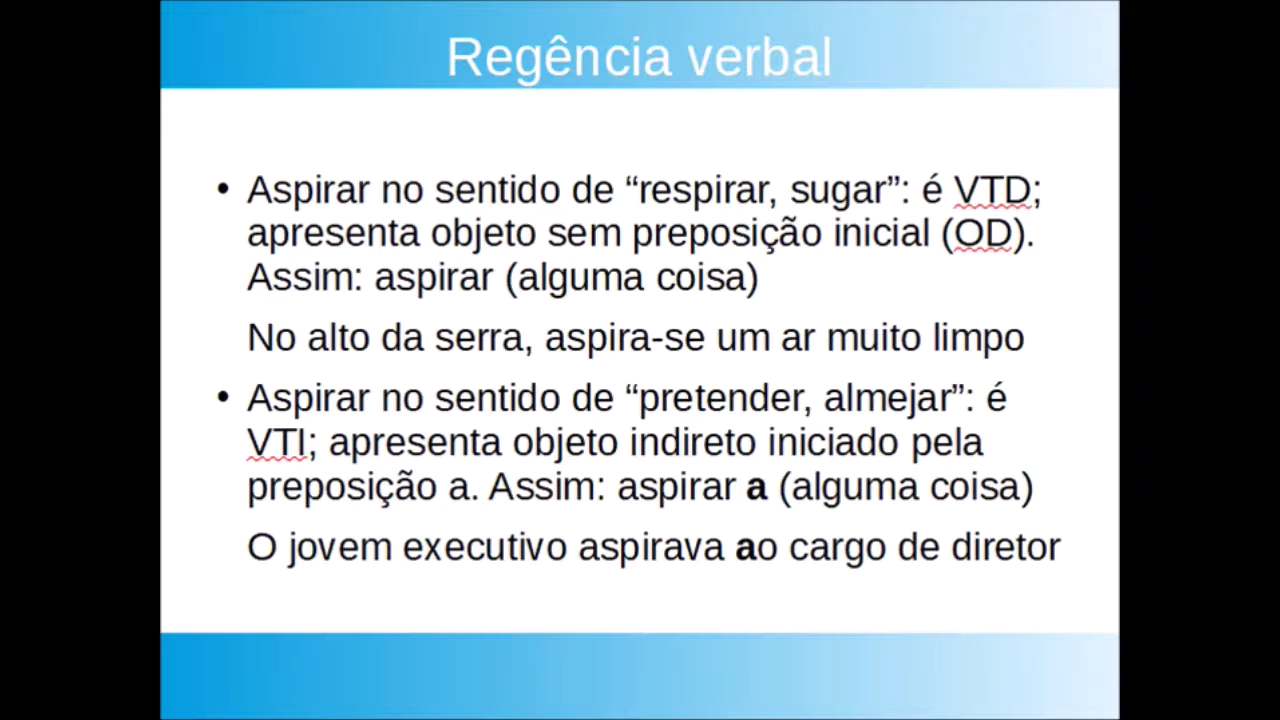 Regência verbal
• Aspirar no sentido de “respirar, sugar”: é VTD;
apresenta objeto sem preposição inicial (OD).
Assim: aspirar (alguma coisa)
No alto da serra, aspira-se um ar muito limpo
• Aspirar no sentido de “pretender, almejar”: é
VTI; apresenta objeto indireto iniciado pela
preposição a. Assim: aspirar a (alguma coisa)
O jovem executivo aspirava ao cargo de diretor